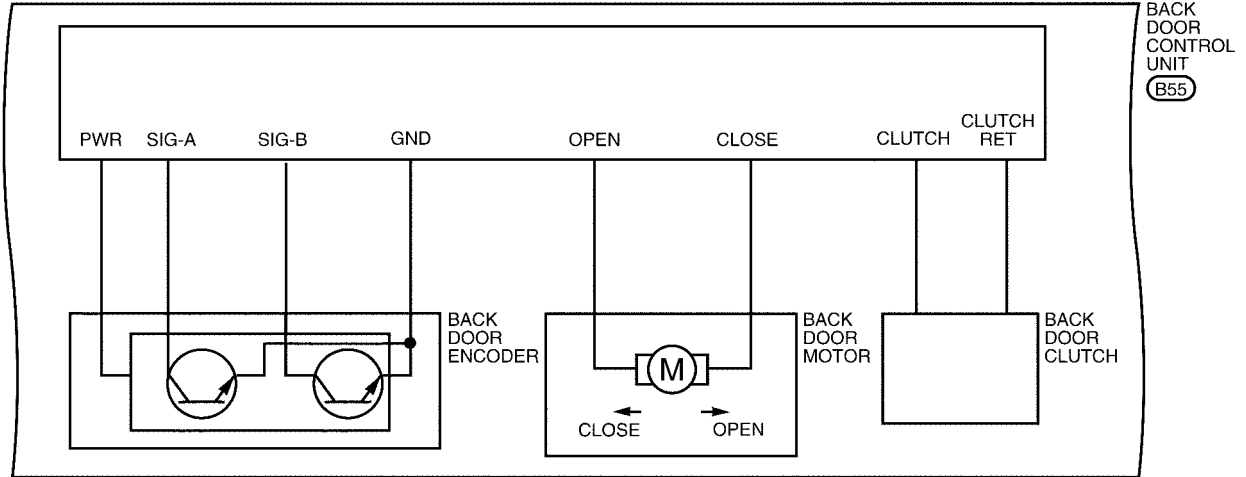 BACK
DOOR
CONTROL
UNIT
B55
PWR SIG-A SIG-B GND OPEN CLOSE CLUTCH CLUTCH
RET
BACK
DOOR
ENCODER
BACK
DOOR
MOTOR
BACK
DOOR
CLUTCH
M
CLOSE OPEN